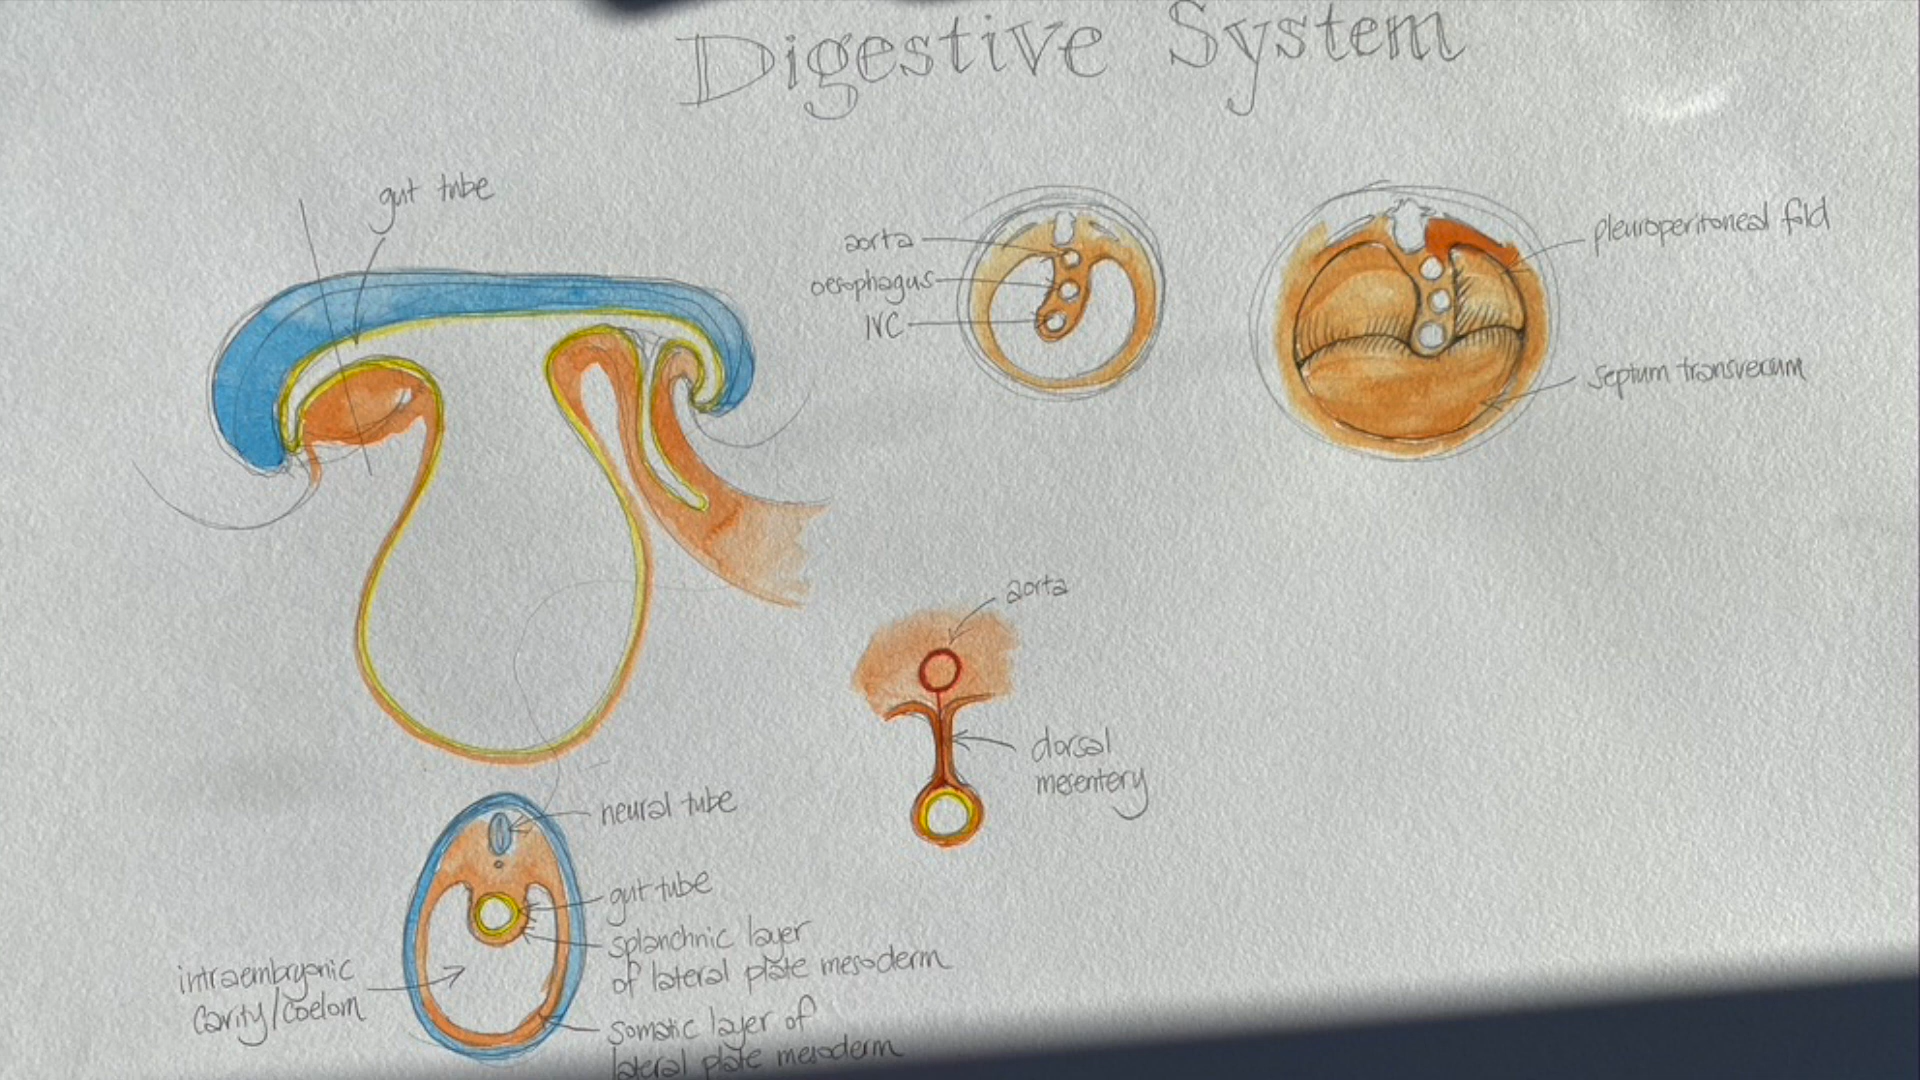 Digestive System
gut tube
aorta
oesophagus
IVC
pleuroperitoneal fold
septum transversum
aorta
dorsal
mesentery
neural tube
gut tube
splanchnic layer
of lateral plate mesoderm
intraembryonic
cavity/coelom
somatic layer of
lateral plate mesoderm